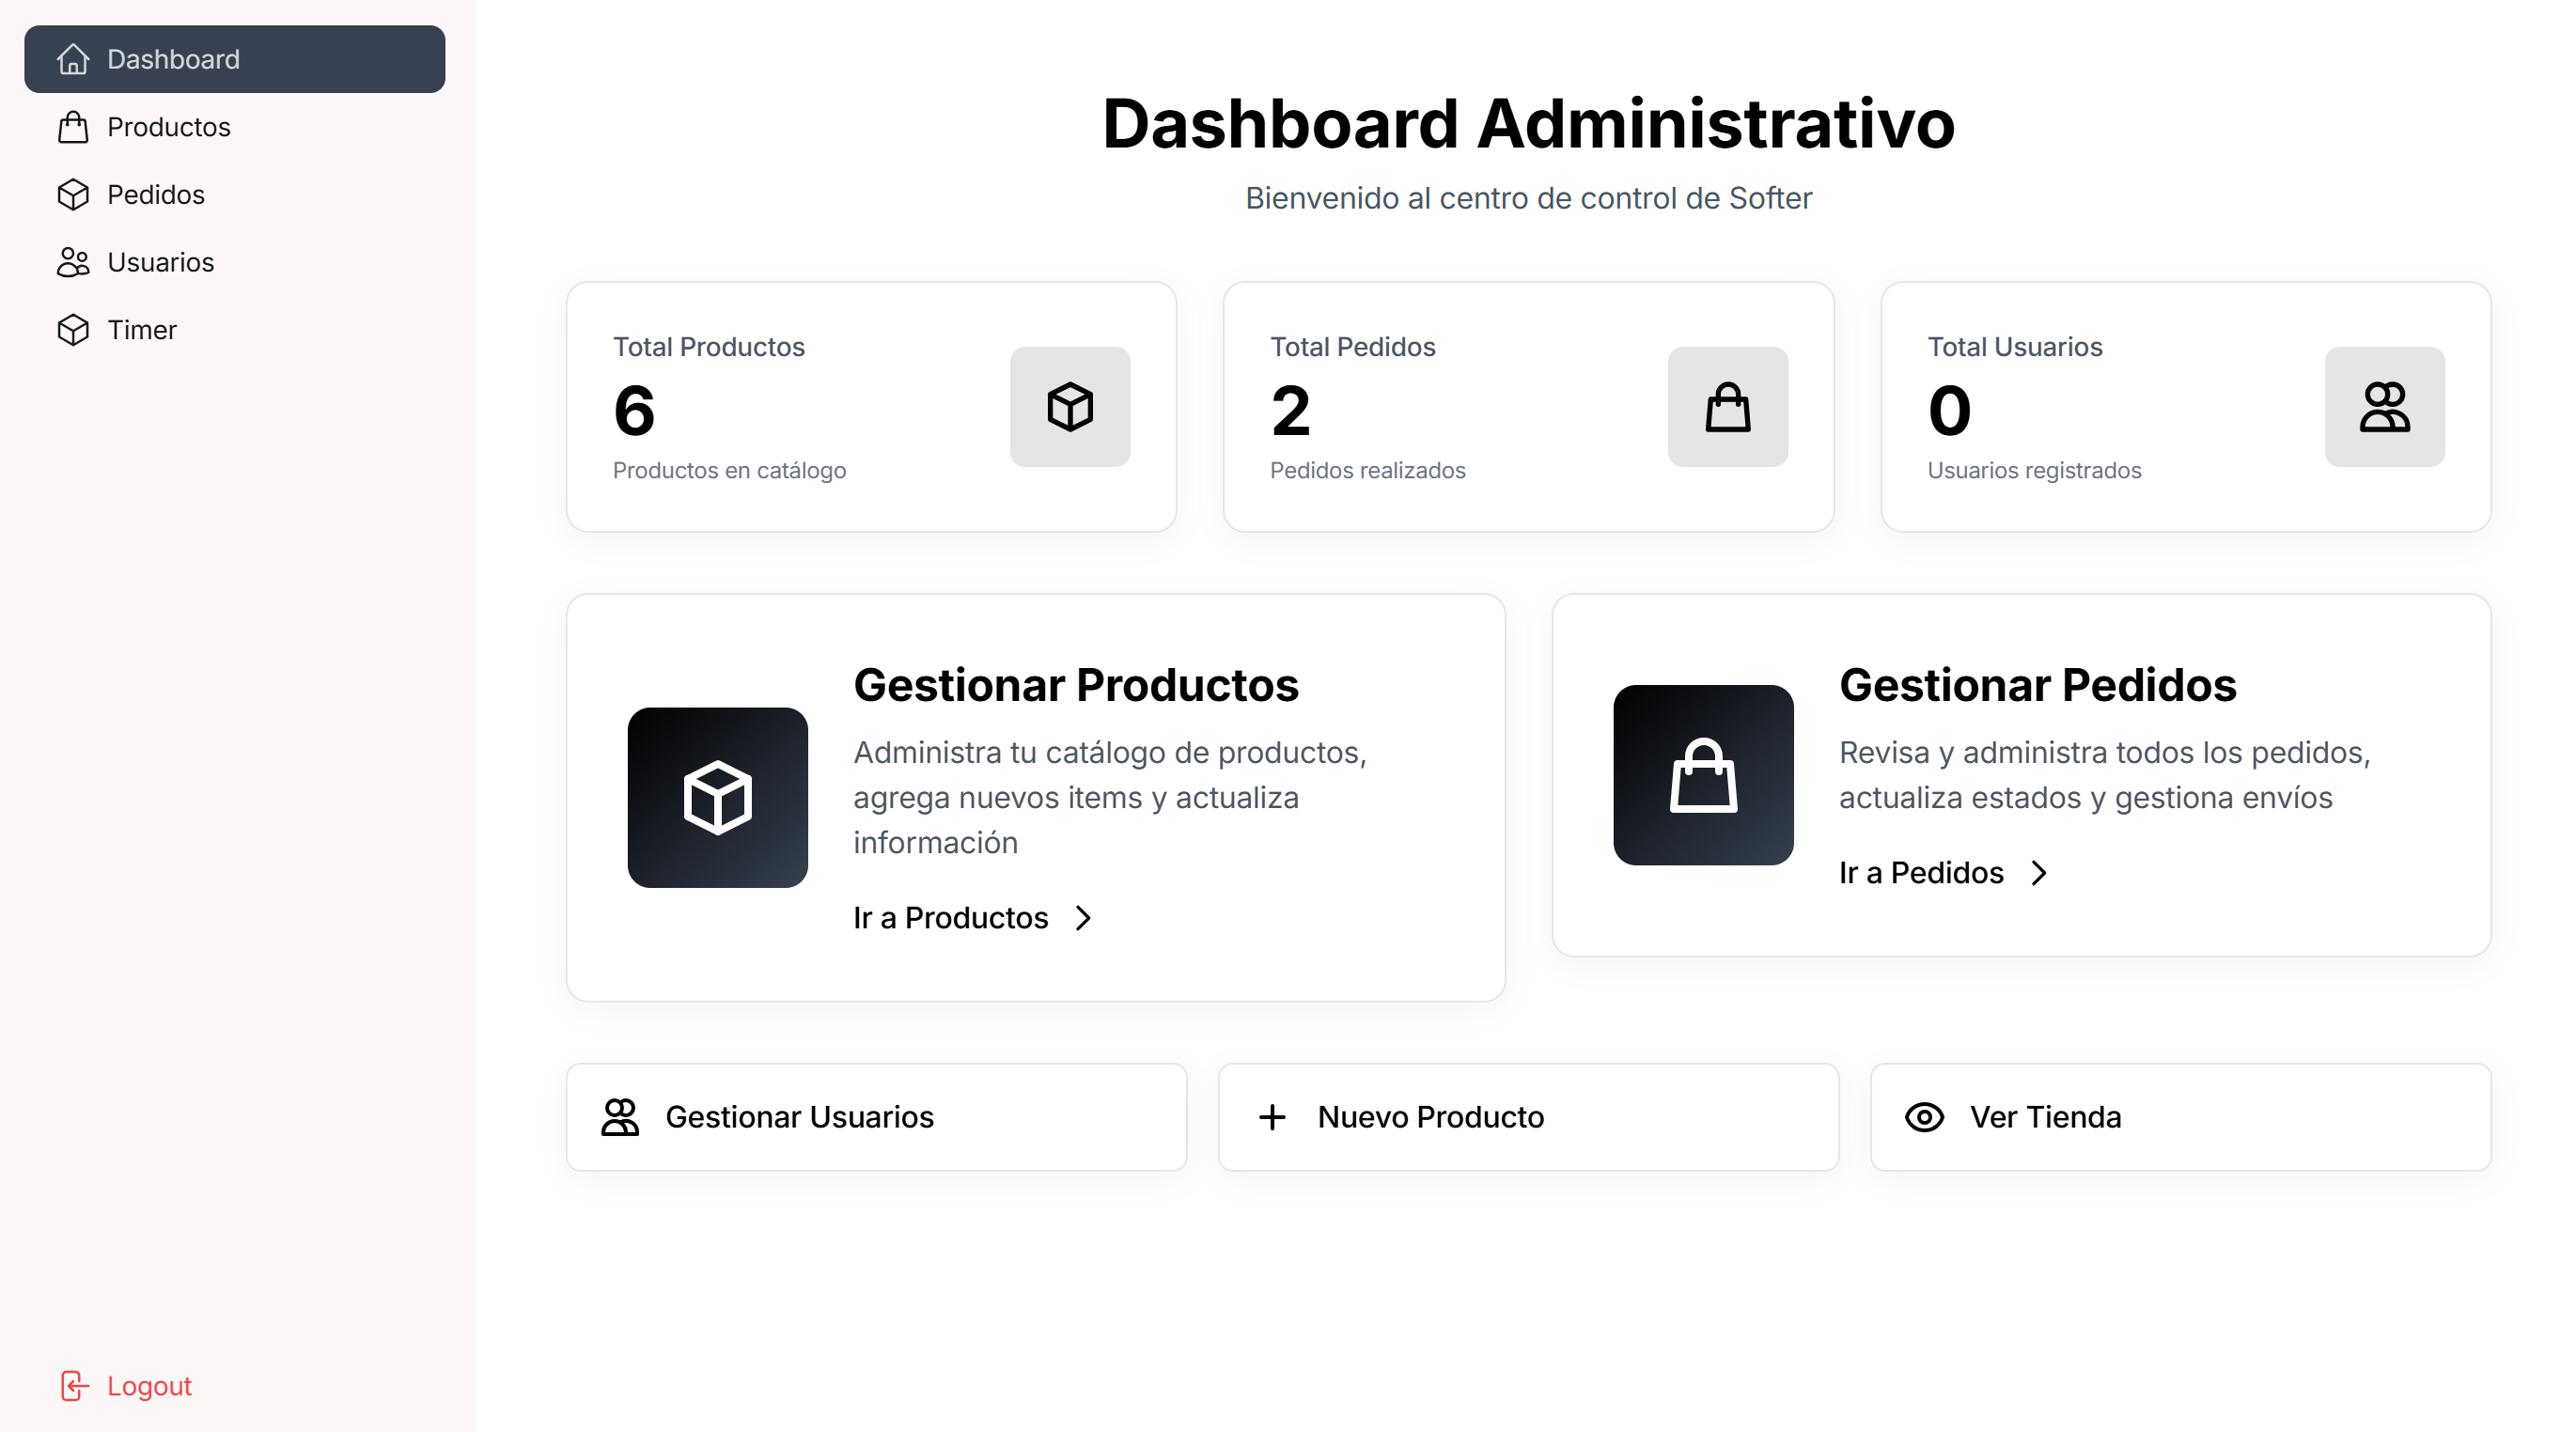 Dashboard
Productos
Pedidos
Usuarios
Timer
Logout
Dashboard Administrativo
Bienvenido al centro de control de Softer
Total Productos
6
Productos en catálogo
Total Pedidos
2
Pedidos realizados
Total Usuarios
0
Usuarios registrados
Gestionar Productos
Administra tu catálogo de productos,
agrega nuevos items y actualiza
información
Ir a Productos
Gestionar Pedidos
Revisa y administra todos los pedidos,
actualiza estados y gestiona envíos
Ir a Pedidos
Gestionar Usuarios
Nuevo Producto
Ver Tienda